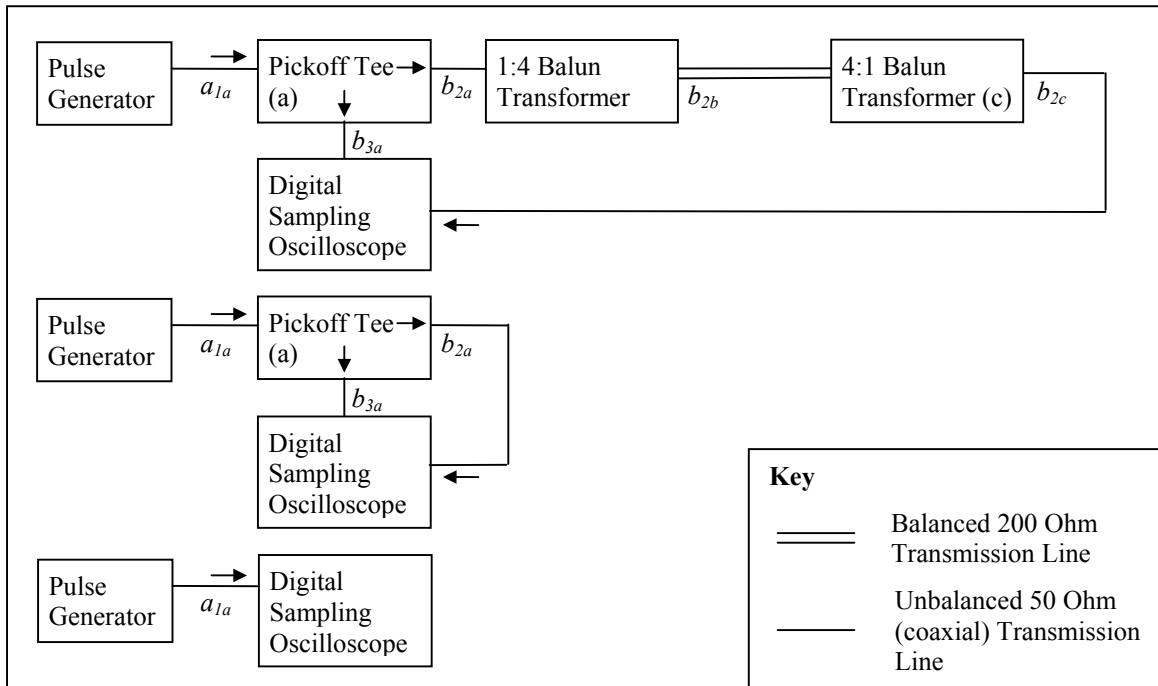 Pulse
Generator
a1a
Pickoff Tee
(a)
b2a
1:4 Balun
Transformer
b2b
4:1 Balun
Transformer (c)
b2c
b3a
Digital
Sampling
Oscilloscope
Pulse
Generator
a1a
Pickoff Tee
(a)
b2a
b3a
Digital
Sampling
Oscilloscope
Pulse
Generator
a1a
Digital
Sampling
Oscilloscope
Key
Balanced 200 Ohm
Transmission Line
Unbalanced 50 Ohm
(coaxial) Transmission
Line